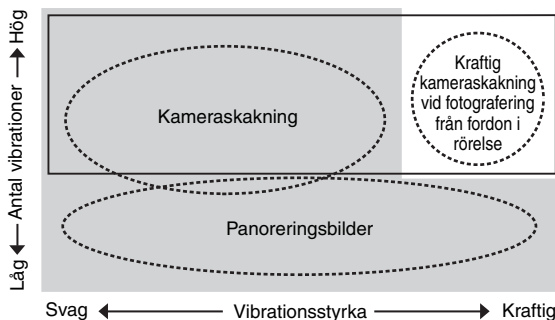 Hög
Antal vibrationer
Låg
Kameraskakning
Kraftig
kameraskakning
vid fotografering
från fordon i
rörelse
Panoreringsbilder
Svag
Vibrationsstyrka
Kraftig